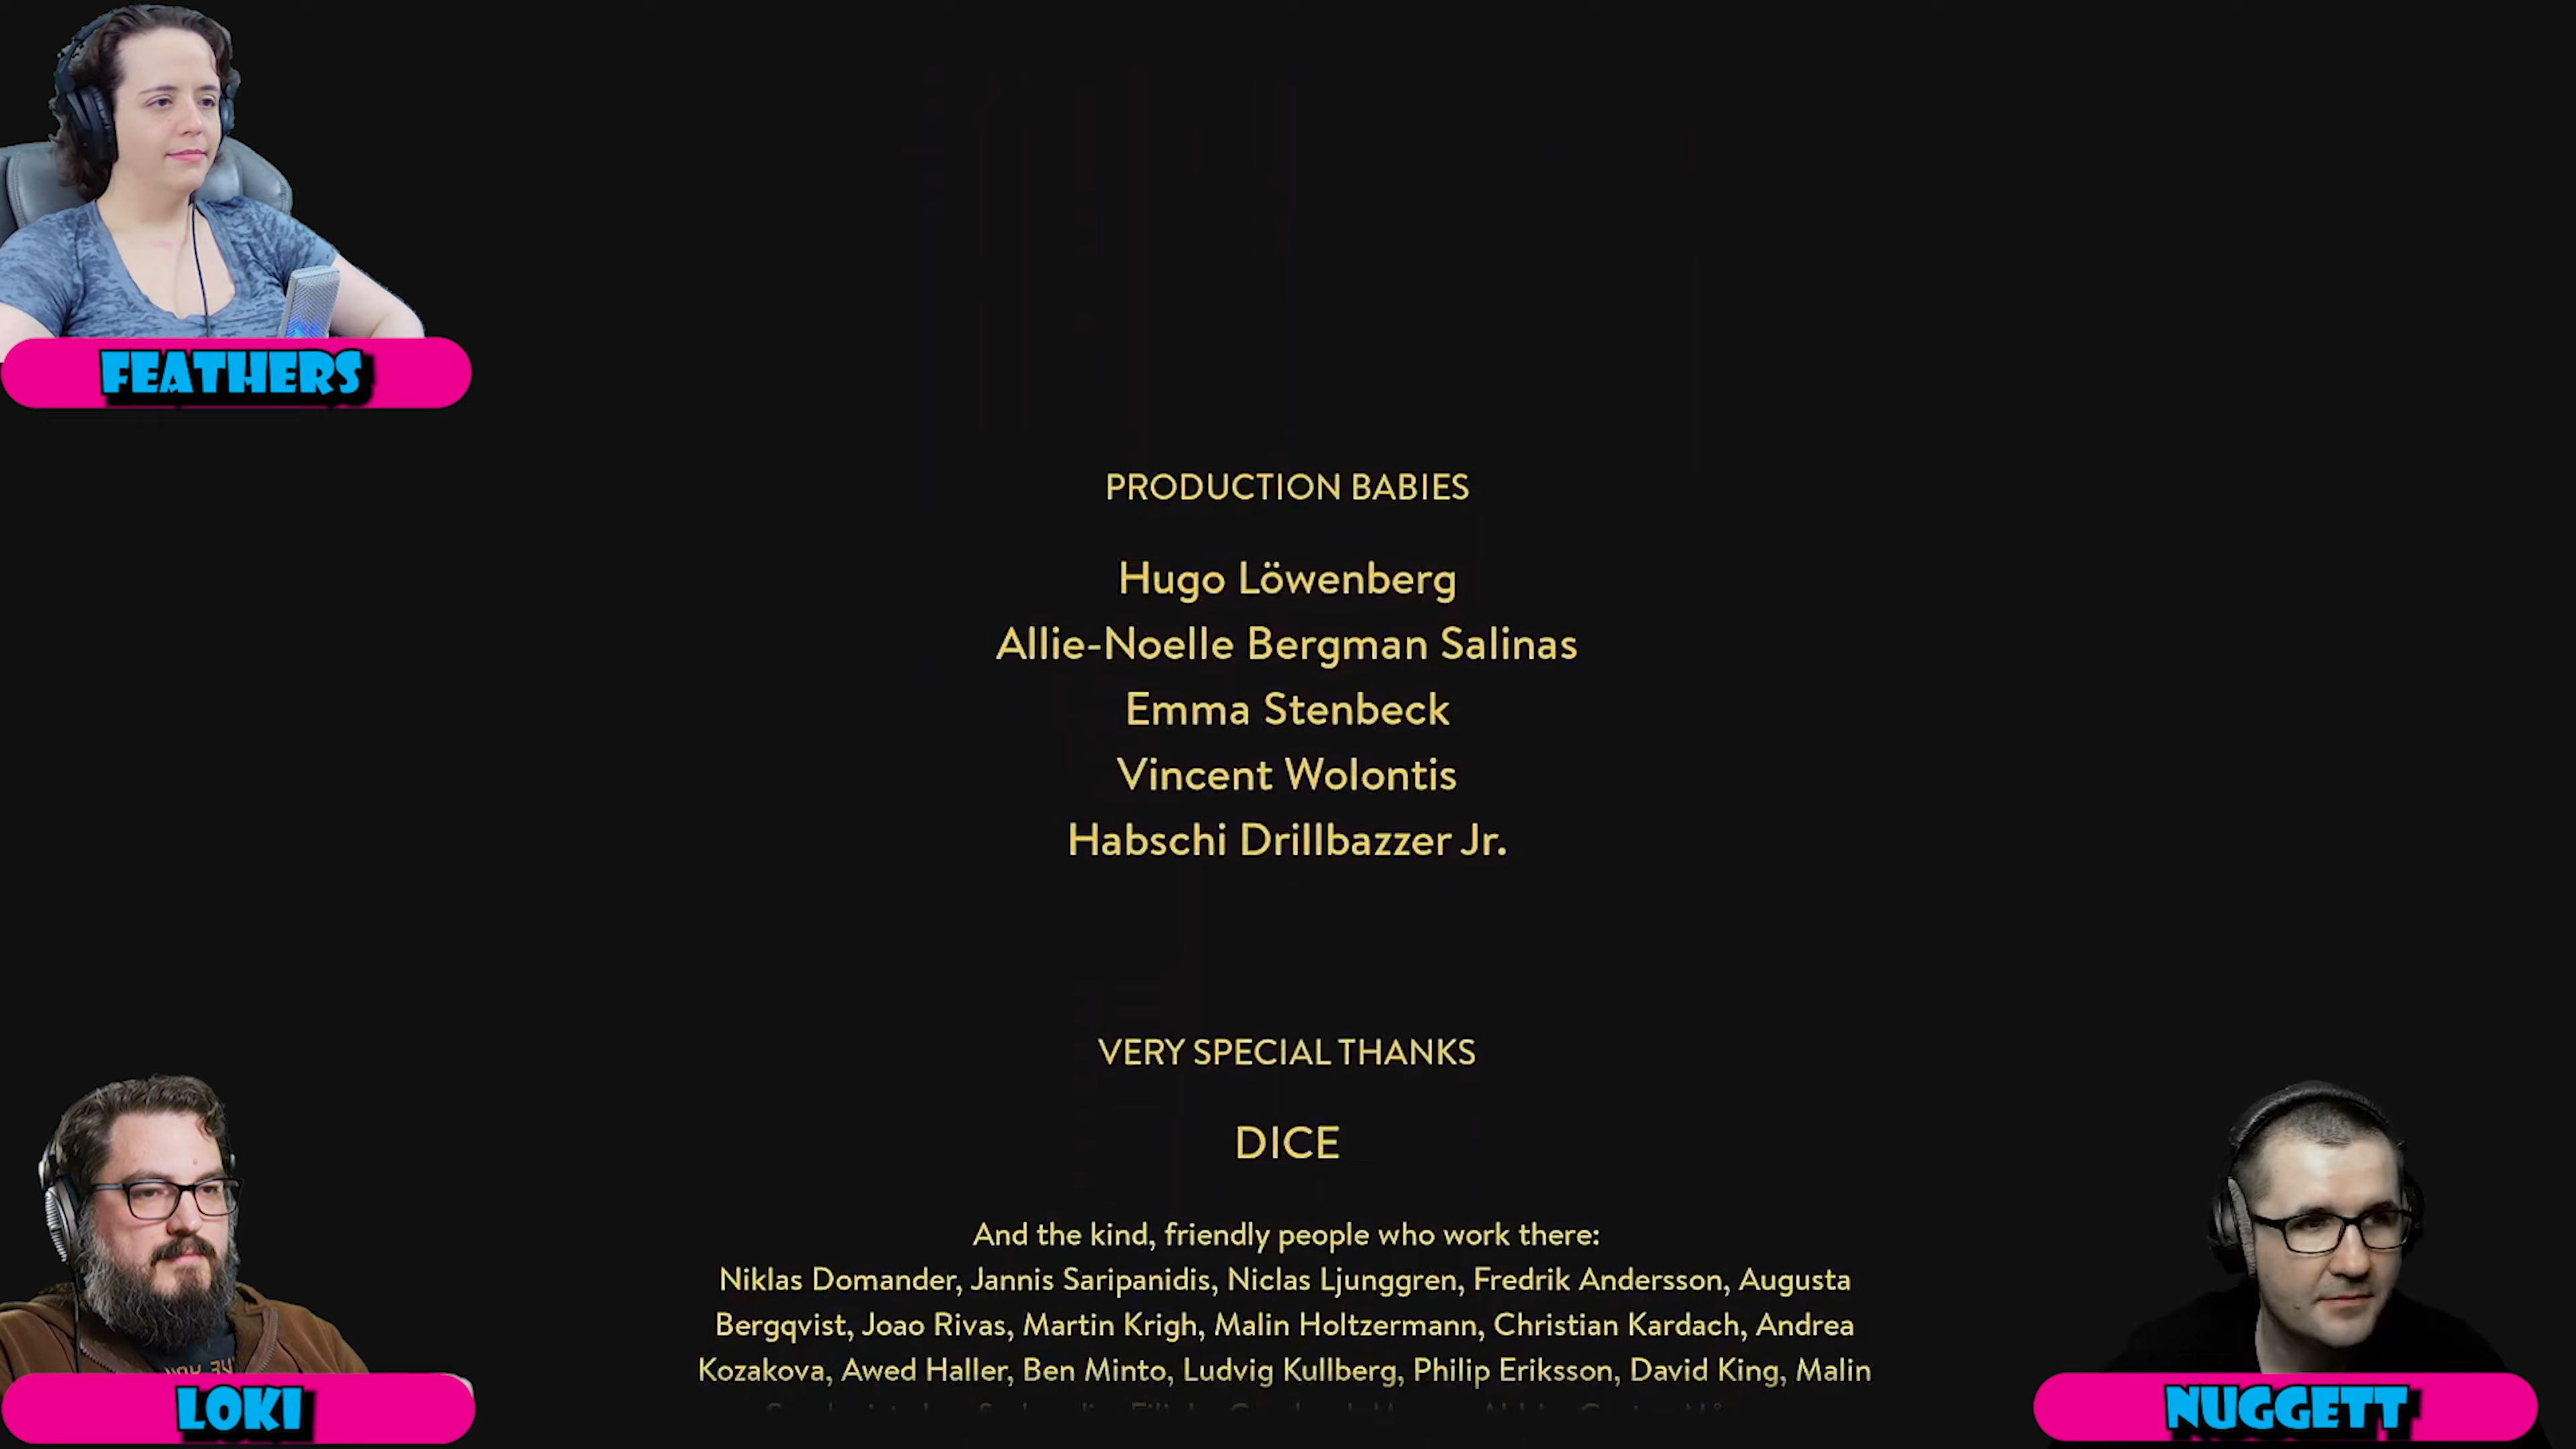 FEATHERS
PRODUCTION BABIES
Hugo Löwenberg
Allie-Noelle Bergman Salinas
Emma Stenbeck
Vincent Wolontis
Habschi Drillbazzer Jr.
VERY SPECIAL THANKS
DICE
And the kind, friendly people who work there:
Niklas Domander, Jannis Saripanidis, Niclas Ljunggren, Fredrik Andersson, Augusta
Bergqvist, Joao Rivas, Martin Krigh, Malin Holtzermann, Christian Kardach, Andrea
Kozakova, Awed Haller, Ben Minto, Ludvig Kullberg, Philip Eriksson, David King, Malin
LOKI
NUGGETT